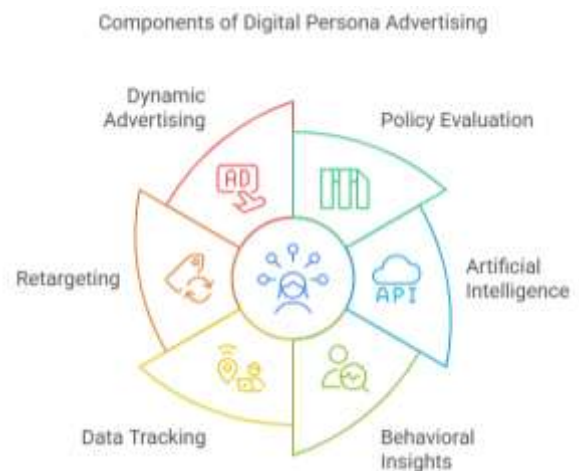 Components of Digital Persona Advertising
Dynamic
Advertising
Policy Evaluation
AD
Retargeting
API
Artificial
Intelligence
Data Tracking
Behavioral
Insights